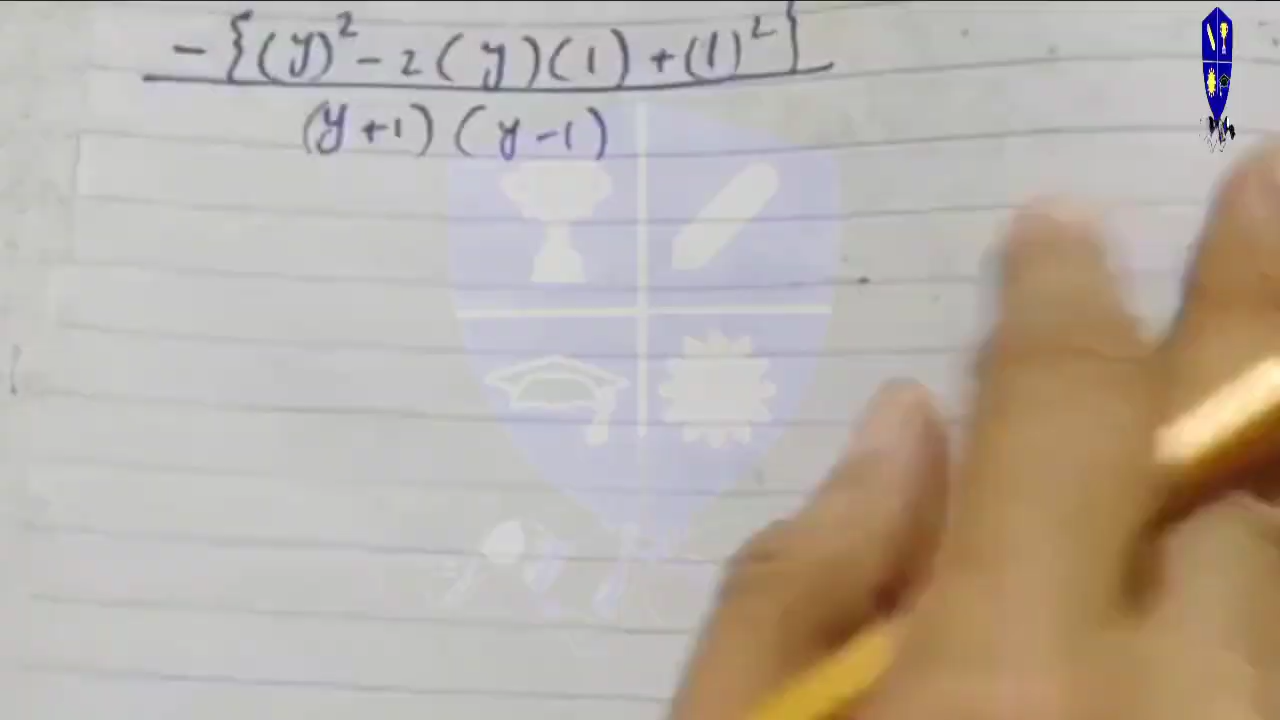 - {(y)² - 2(y)(1) + (1)²}
(y+1) (y-1)